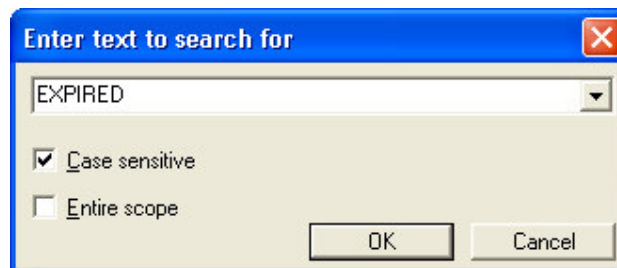 Enter text to search for
EXPIRED
Case sensitive
Entire scope
OK Cancel